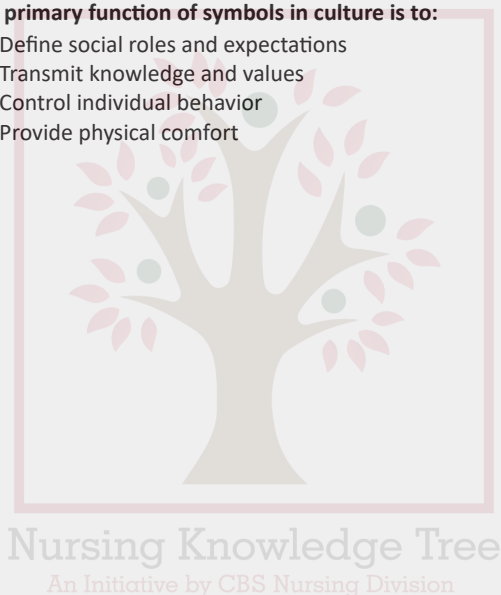 primary function of symbols in culture is to:
Define social roles and expectations
Transmit knowledge and values
Control individual behavior
Provide physical comfort
Nursing Knowledge Tree
An Initiative by CBS Nursing Division